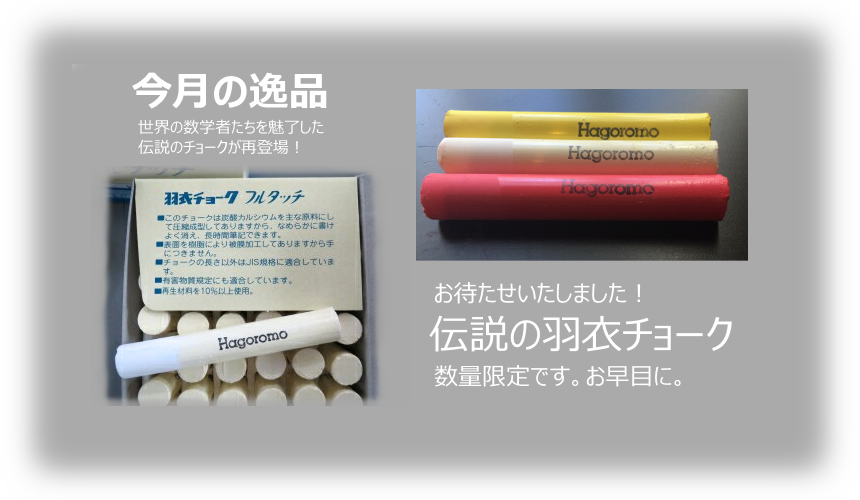 今月の逸品
世界の数学者たちを魅了した
伝説のチョークが再登場！
羽衣チョーク フルタッチ
■このチョークは炭酸カルシウムを主な原料にし
て圧縮成型してありますから、なめらかに書け
よく消え、長時間筆記できます。
■表面を樹脂により被膜加工してありますから手
につきません。
■チョークの長さ以外はJIS規格に適合していま
す。
■有害物質規定にも適合しています。
■再生材料を10%以上使用。
Hagoromo
Hagoromo
Hagoromo
Hagoromo
お待たせいたしました！
伝説の羽衣チョーク
数量限定です。お早目に。